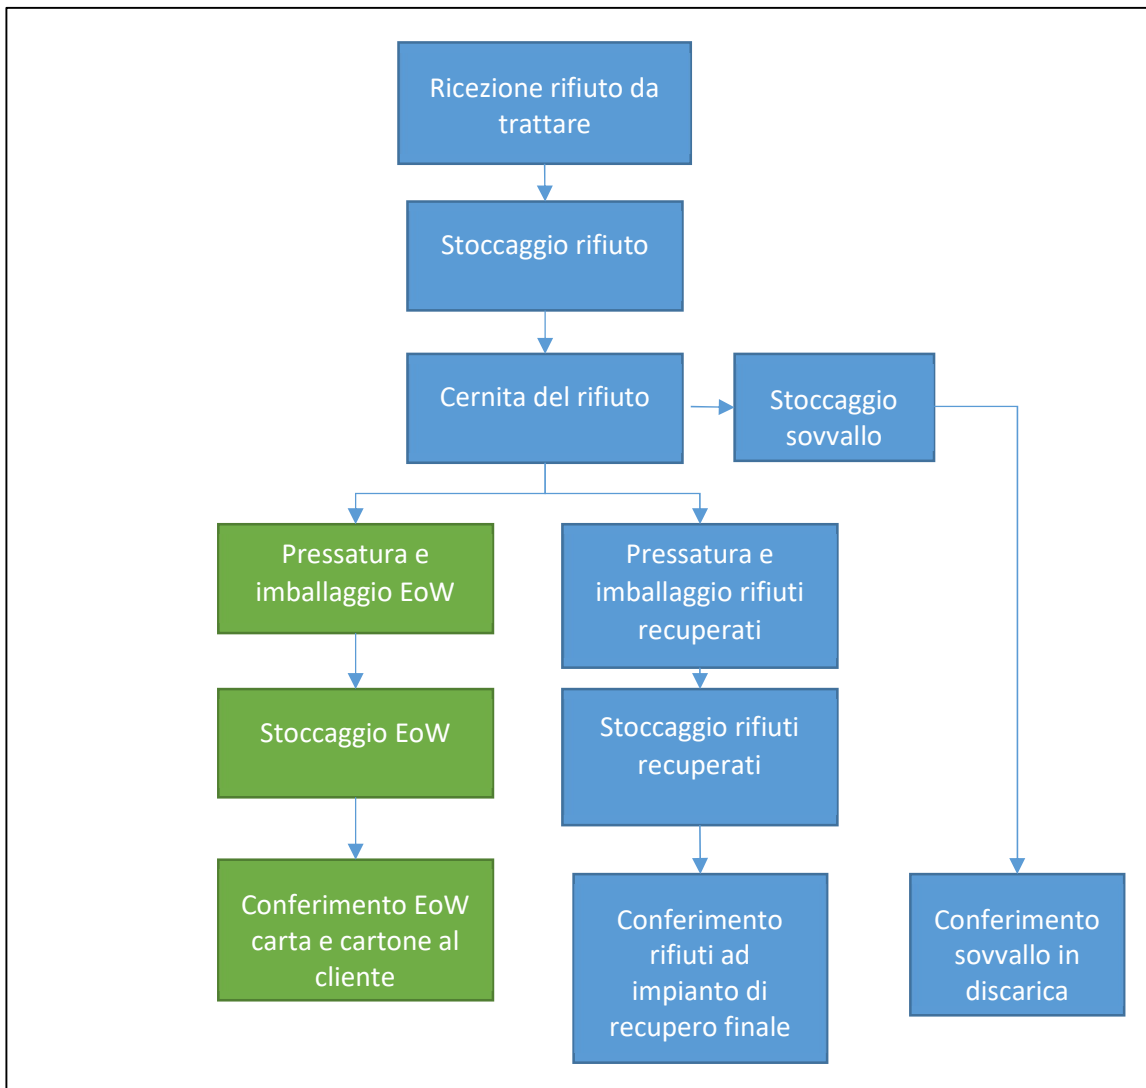 Ricezione rifiuto da
trattare
Stoccaggio rifiuto
Cernita del rifiuto
Stoccaggio
sovvallo
Pressatura e
imballaggio EoW
Pressatura e
imballaggio rifiuti
recuperati
Stoccaggio EoW
Stoccaggio rifiuti
recuperati
Conferimento EoW
carta e cartone al
cliente
Conferimento
rifiuti ad
impianto di
recupero finale
Conferimento
sovvallo in
discarica